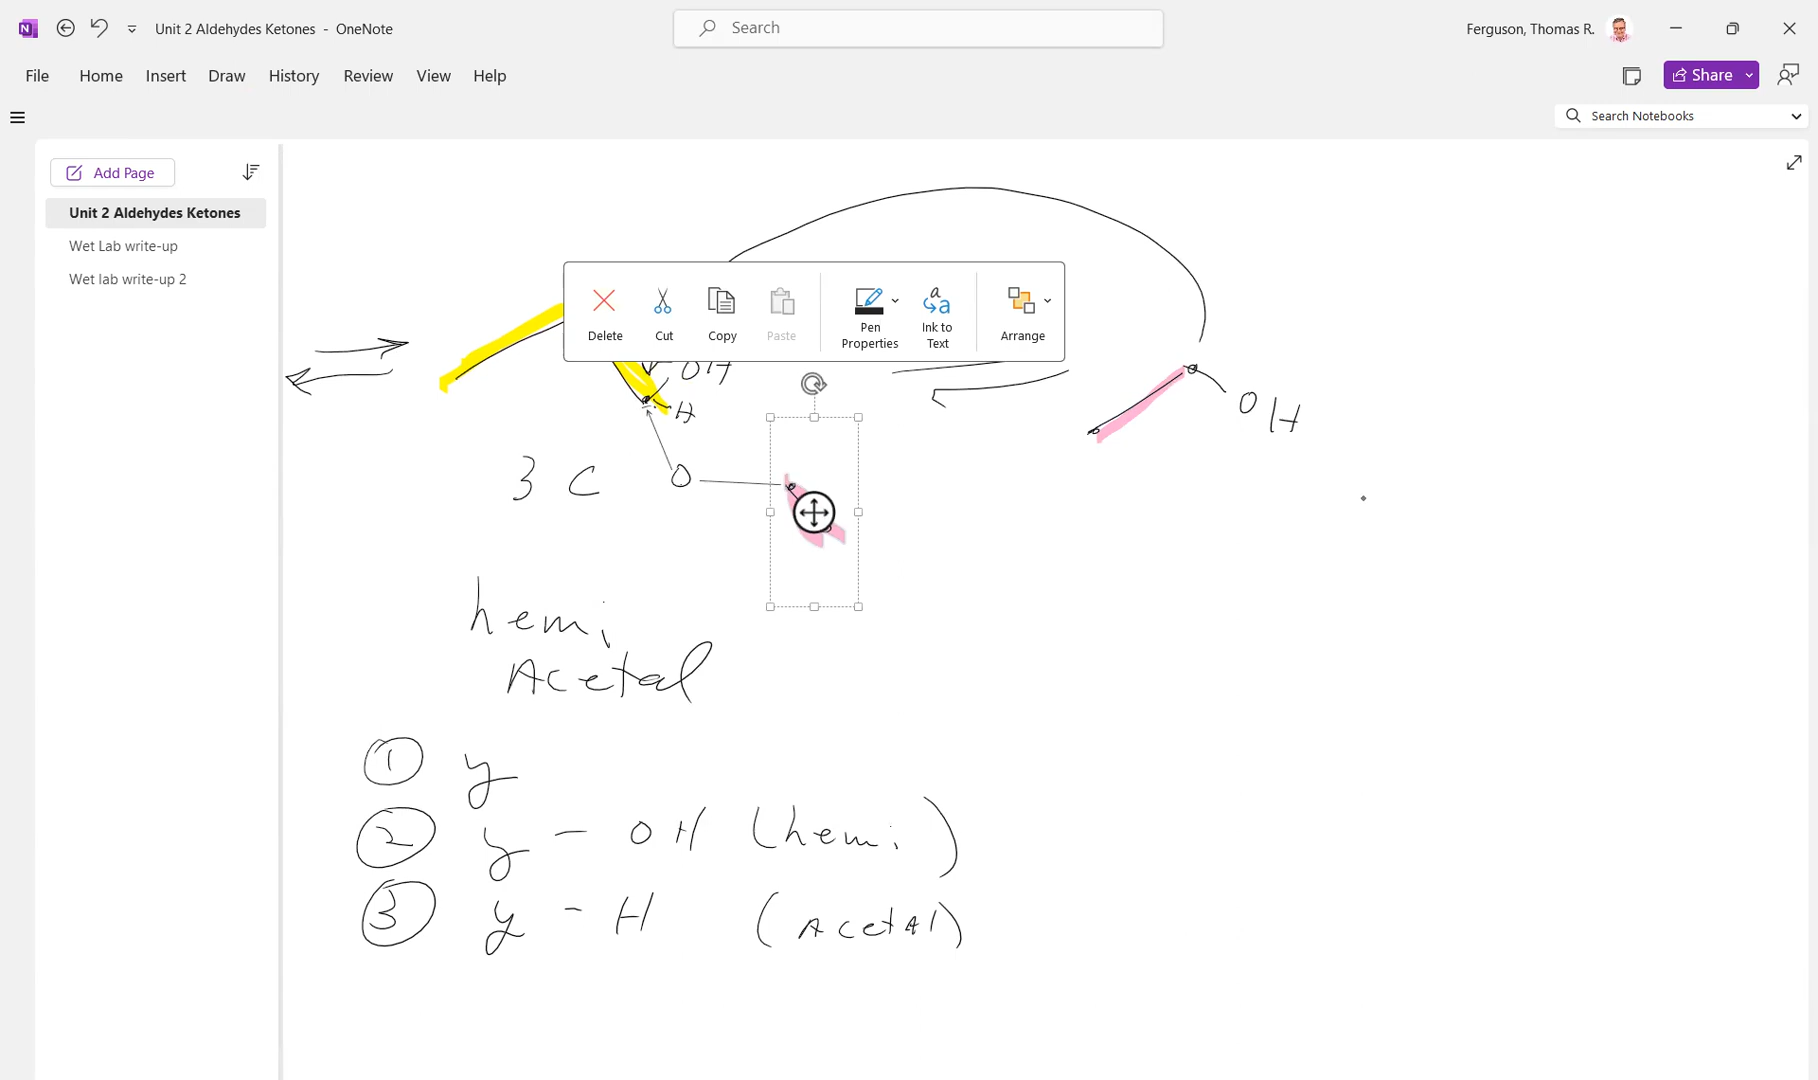 Unit 2 Aldehydes Ketones - OneNote
Search
Ferguson, Thomas R.
File Home Insert Draw History Review View Help
Share
Search Notebooks
Add Page
Unit 2 Aldehydes Ketones
Wet Lab write-up
Wet lab write-up 2
Delete Cut Copy Paste Pen Properties Ink to Text Arrange
OH
H
OH
3 C O
hemi
Acetal
1 y
2 y - OH (hemi)
3 y - H (Acetal)